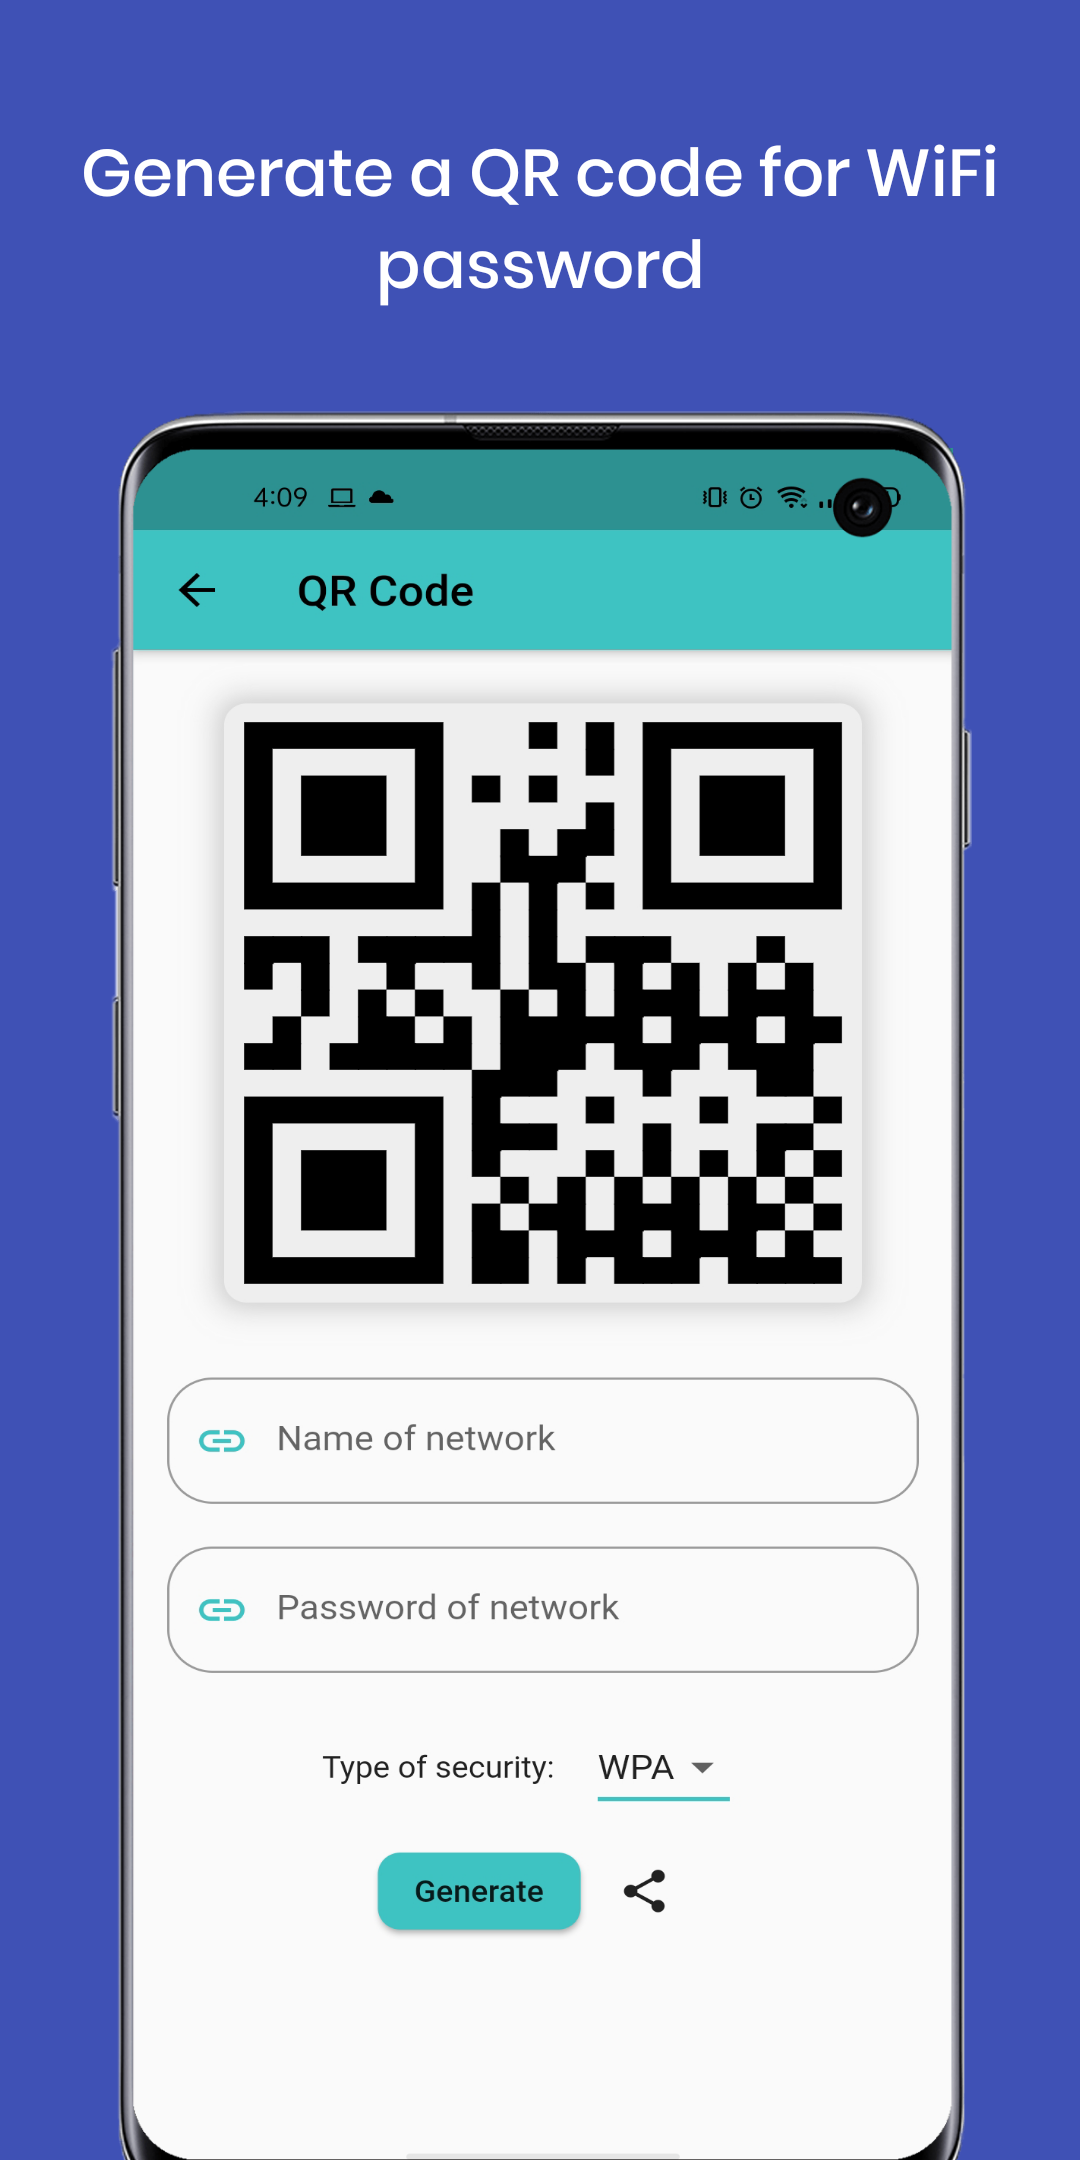 Generate a QR code for WiFi
password
4:09
QR Code
Name of network
Password of network
Type of security: WPA
Generate